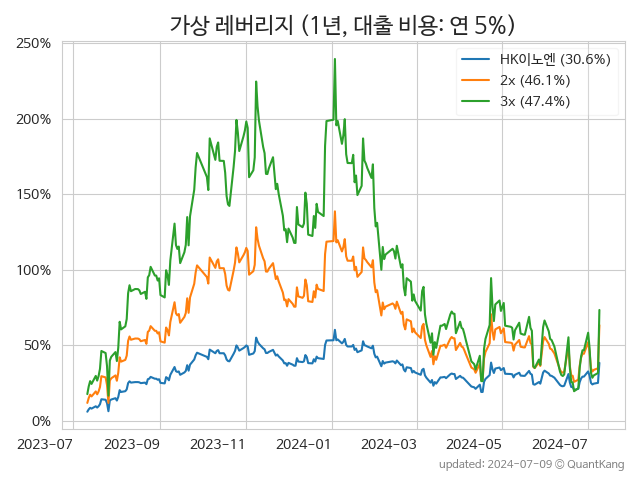 가상 레버리지 (1년, 대출 비용: 연 5%)
250%
200%
150%
100%
50%
0%
HK이노엔 (30.6%)
2x (46.1%)
3x (47.4%)
2023-07
2023-09
2023-11
2024-01
2024-03
2024-05
2024-07
updated: 2024-07-09 © QuantKang